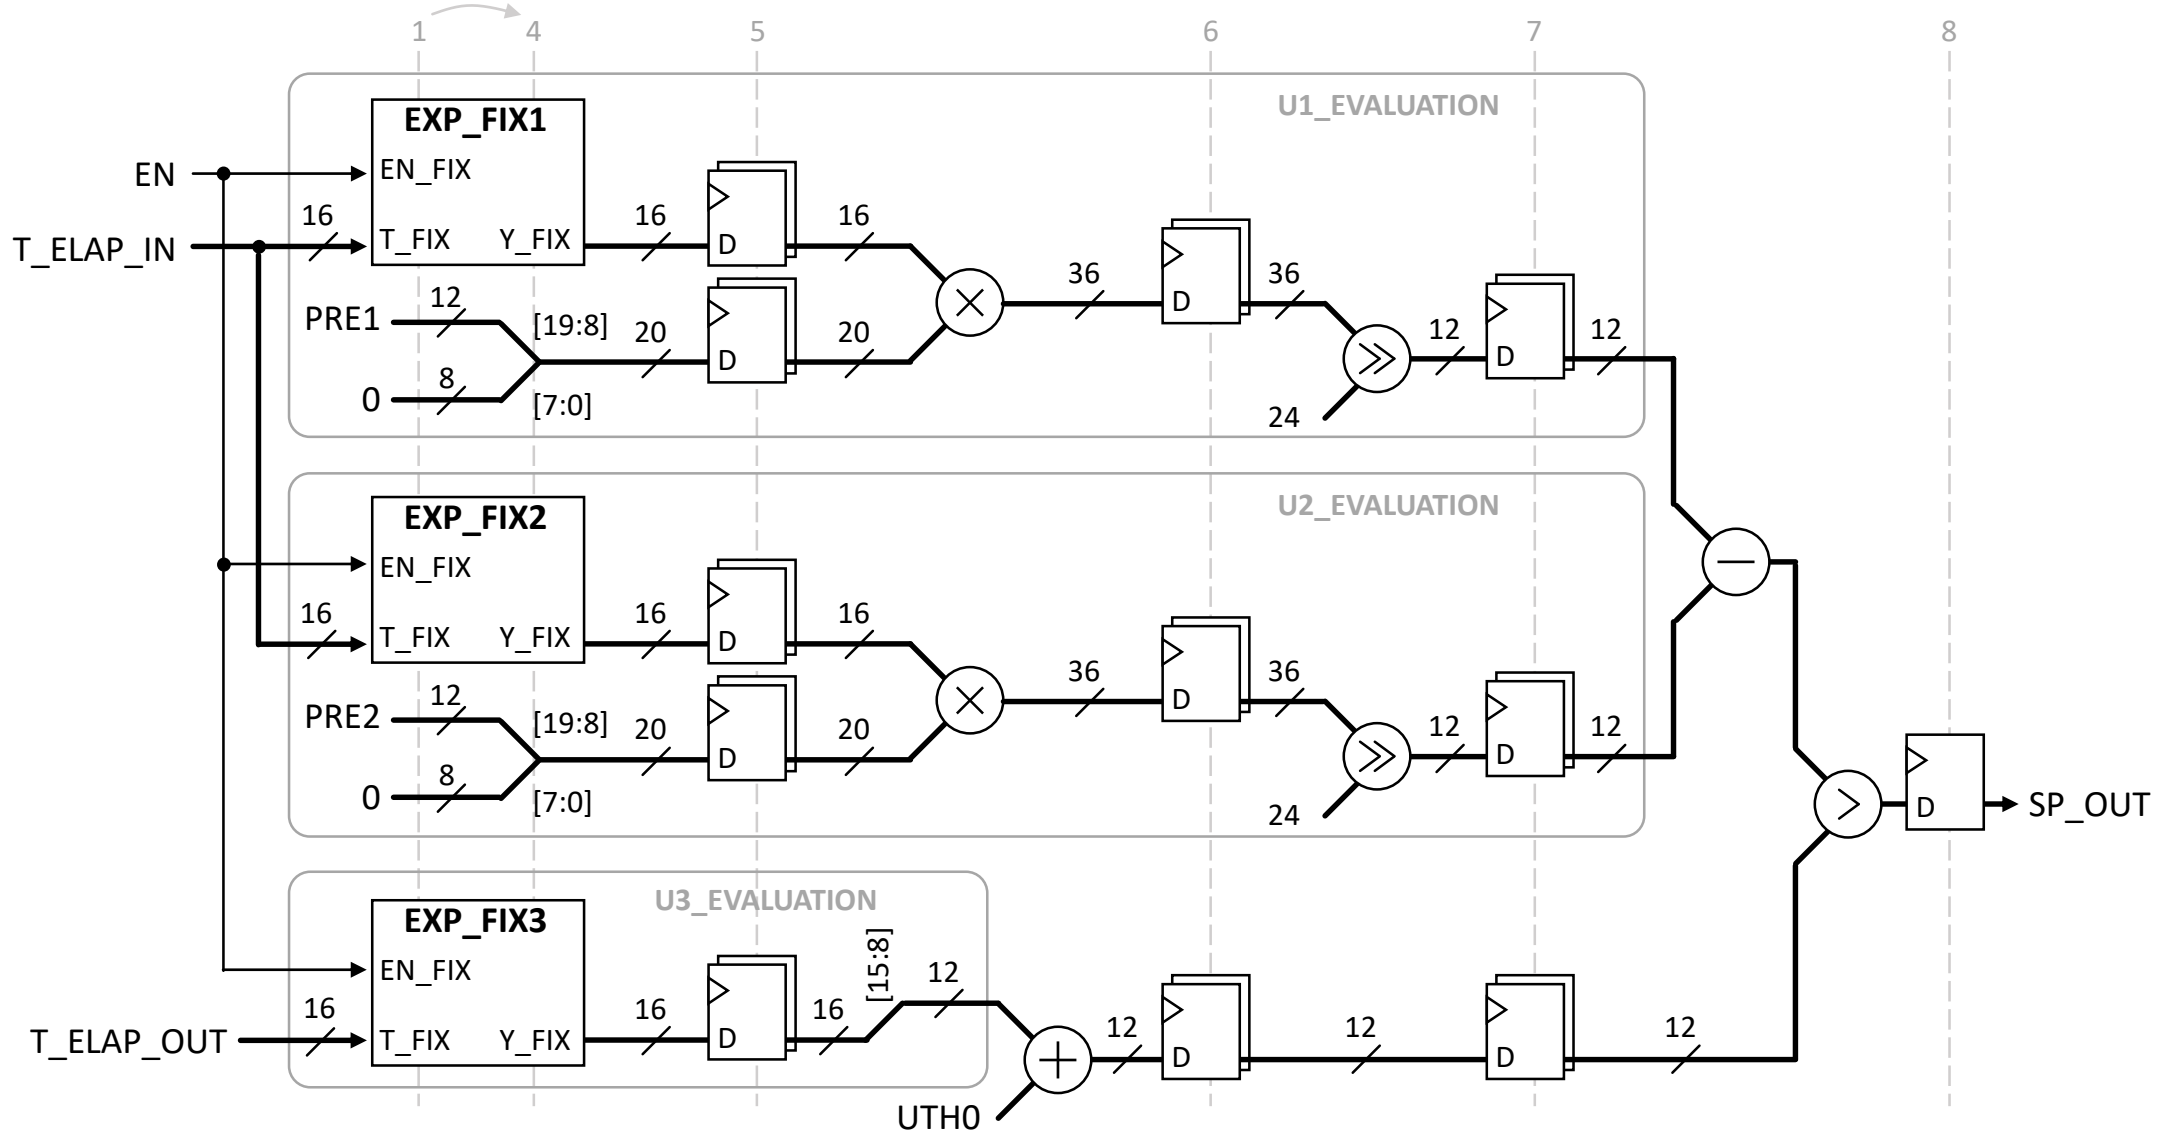 1 4 5 6 7 8
U1_EVALUATION
EXP_FIX1
EN
EN_FIX
16 16 16
T_ELAP_IN
T_FIX Y_FIX
D
36 36
PRE1
12
[19:8]
20 20
D
D
12 12
0
8
[7:0]
D
24
U2_EVALUATION
EXP_FIX2
EN_FIX
16 16 16
T_FIX Y_FIX
D
36 36
PRE2
12
[19:8]
20 20
D
D
12 12
0
8
[7:0]
D
24
D
SP_OUT
U3_EVALUATION
EXP_FIX3
EN_FIX
[15:8]
12
16 16 16
T_ELAP_OUT
T_FIX Y_FIX
D
12
D
12
D
12
UTH0